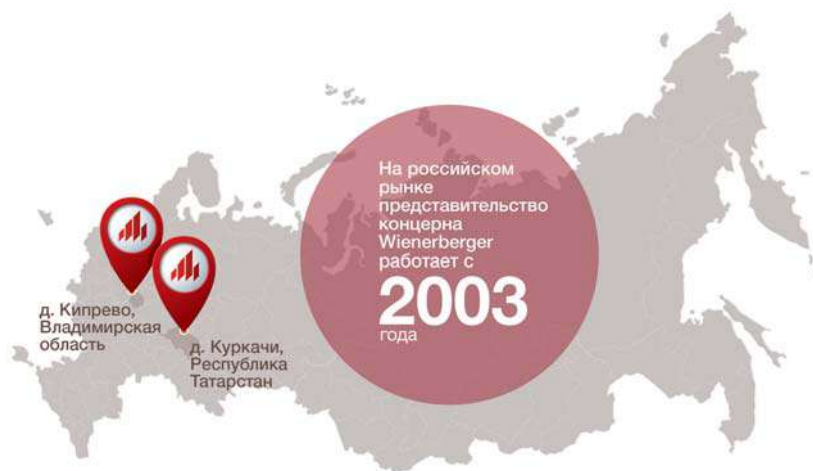 На российском
рынке
представительство
концерна
Wienerberger
работает с
2003
года
д. Кипрево,
Владимирская
область
д. Куркачи,
Республика
Татарстан